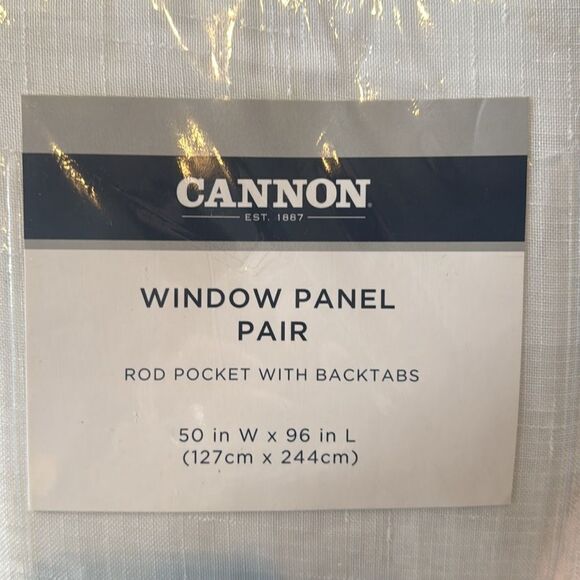 CANNON®
EST. 1887
WINDOW PANEL
PAIR
ROD POCKET WITH BACKTABS
50 in W x 96 in L
(127cm x 244cm)